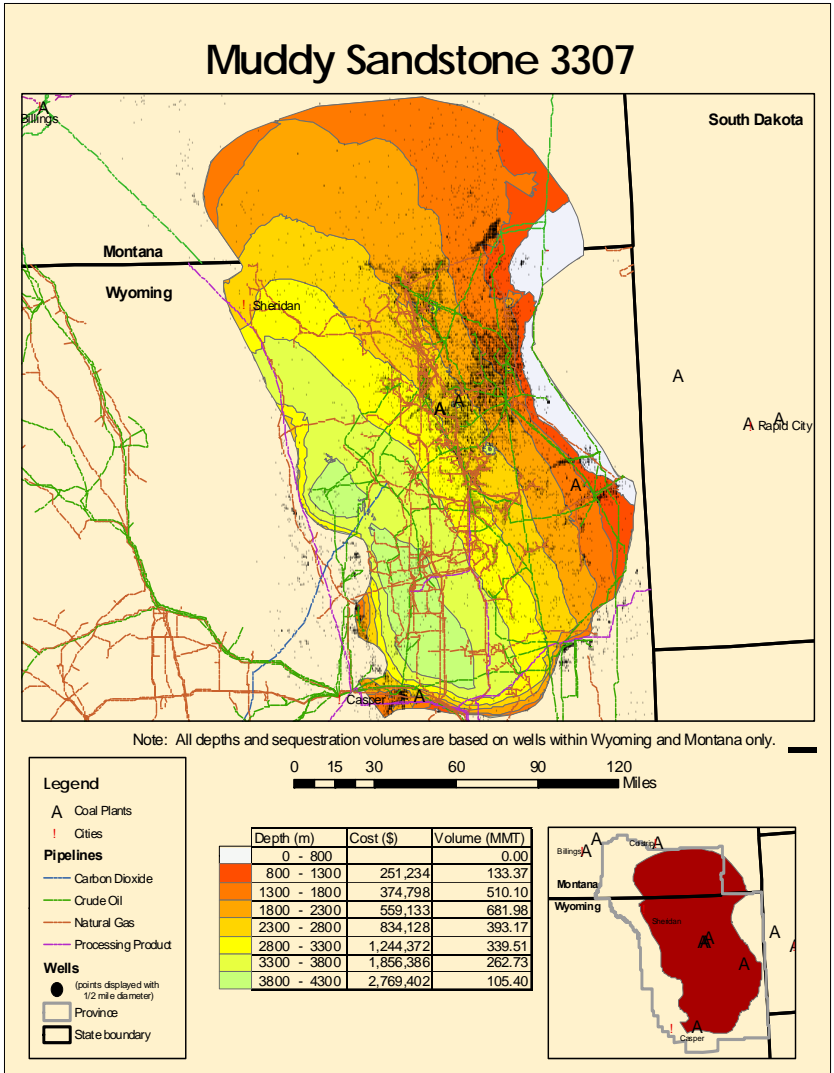 Muddy Sandstone 3307
A
Billings
South Dakota
Montana
Wyoming
! Sheridan
A
A A
A A
! Rapid City
A
A
! Casper
Note: All depths and sequestration volumes are based on wells within Wyoming and Montana only.
0 15 30 60 90 120
Miles
Legend
A Coal Plants
! Cities
Pipelines
Carbon Dioxide
Crude Oil
Natural Gas
Processing Product
Wells
(points displayed with
1/2 mile diameter)
Province
State boundary
Depth (m) Cost ($) Volume (MMT)
0 - 800 0.00
800 - 1300 251,234 133.37
1300 - 1800 374,798 510.10
1800 - 2300 559,133 681.98
2300 - 2800 834,128 393.17
2800 - 3300 1,244,372 339.51
3300 - 3800 1,856,386 262.73
3800 - 4300 2,769,402 105.40
Billings
A A
Colstrip
A
Montana
Wyoming
Sheridan
A A
A
A
!
A
Casper